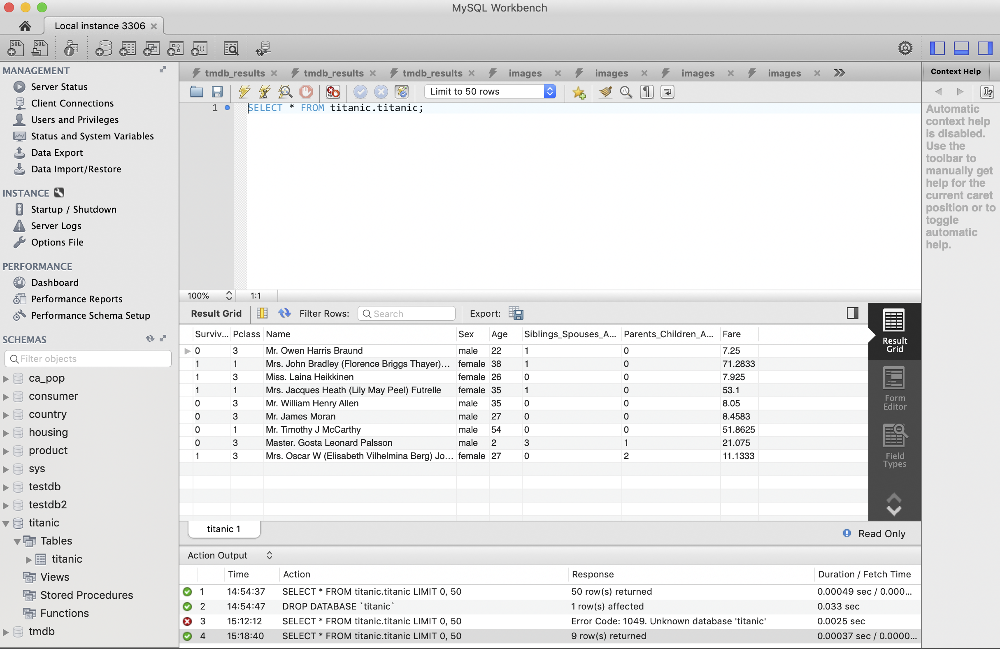 MySQL Workbench
Local instance 3306
SQL SQL
MANAGEMENT
Server Status
Client Connections
Users and Privileges
Status and System Variables
Data Export
Data Import/Restore
INSTANCE
Startup / Shutdown
Server Logs
Options File
PERFORMANCE
Dashboard
Performance Reports
Performance Schema Setup
SCHEMAS
Filter objects
ca_pop
consumer
country
housing
product
sys
testdb
testdb2
titanic
Tables
titanic
Views
Stored Procedures
Functions
tmdb
tmdb_results tmdb_results tmdb_results images images images images
Limit to 50 rows
1 SELECT * FROM titanic.titanic;
100% 1:1
Result Grid Filter Rows: Search Export:
Surviv... Pclass Name Sex Age Siblings_Spouses_A... Parents_Children_A... Fare
0 3 Mr. Owen Harris Braund male 22 1 0 7.25
1 1 Mrs. John Bradley (Florence Briggs Thayer)... female 38 1 0 71.2833
1 3 Miss. Laina Heikkinen female 26 0 0 7.925
1 1 Mrs. Jacques Heath (Lily May Peel) Futrelle female 35 1 0 53.1
0 3 Mr. William Henry Allen male 35 0 0 8.05
0 3 Mr. James Moran male 27 0 0 8.4583
0 1 Mr. Timothy J McCarthy male 54 0 0 51.8625
0 3 Master. Gosta Leonard Palsson male 2 3 1 21.075
1 3 Mrs. Oscar W (Elisabeth Vilhelmina Berg) Jo... female 27 0 2 11.1333
Result
Grid
Form
Editor
Field
Types
titanic 1
Read Only
Action Output
Time Action Response Duration / Fetch Time
1 14:54:37 SELECT * FROM titanic.titanic LIMIT 0, 50 50 row(s) returned 0.00049 sec / 0.000...
2 14:54:47 DROP DATABASE `titanic` 1 row(s) affected 0.033 sec
3 15:12:12 SELECT * FROM titanic.titanic LIMIT 0, 50 Error Code: 1049. Unknown database 'titanic' 0.0025 sec
4 15:18:40 SELECT * FROM titanic.titanic LIMIT 0, 50 9 row(s) returned 0.00037 sec / 0.0000...
Context Help
Automatic
context help
is disabled.
Use the
toolbar to
manually get
help for the
current caret
position or to
toggle
automatic
help.